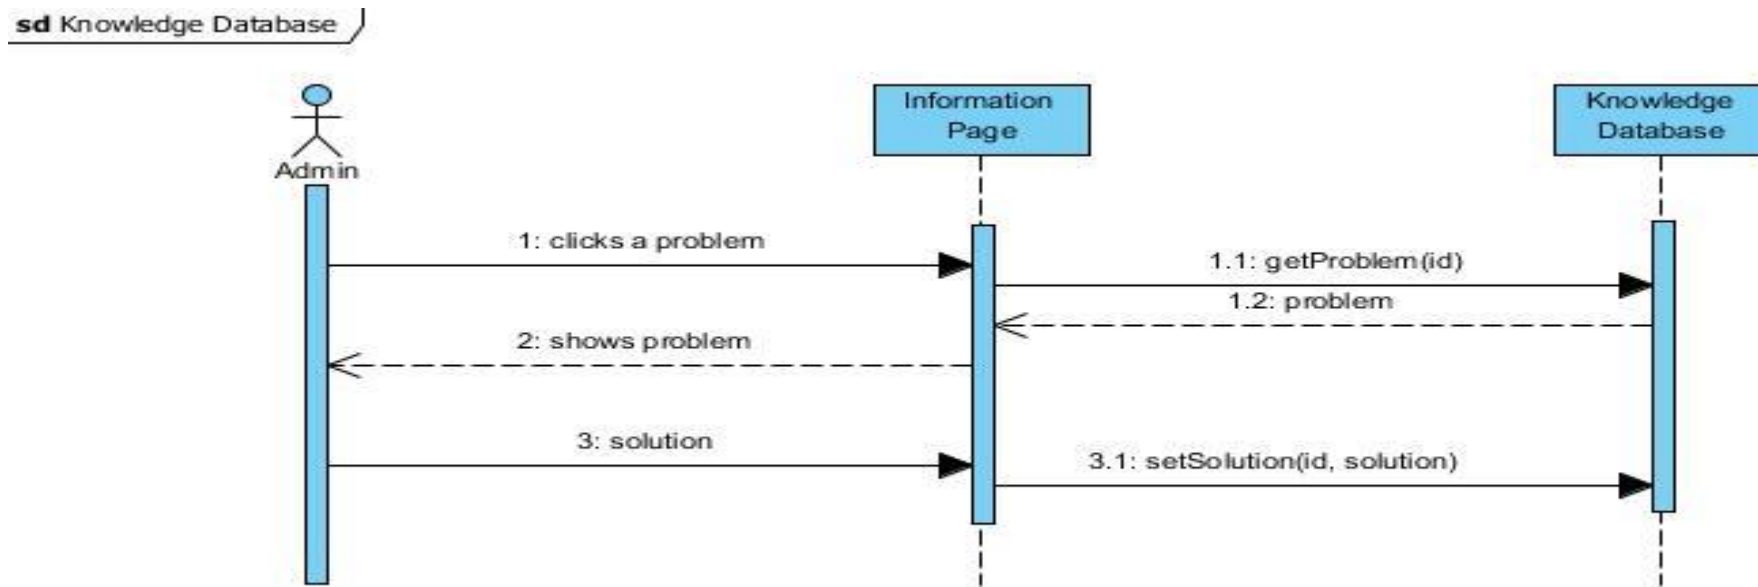 sd Knowledge Database
Admin
Information
Page
Knowledge
Database
1: clicks a problem
1.1: getProblem(id)
1.2: problem
2: shows problem
3: solution
3.1: setSolution(id, solution)